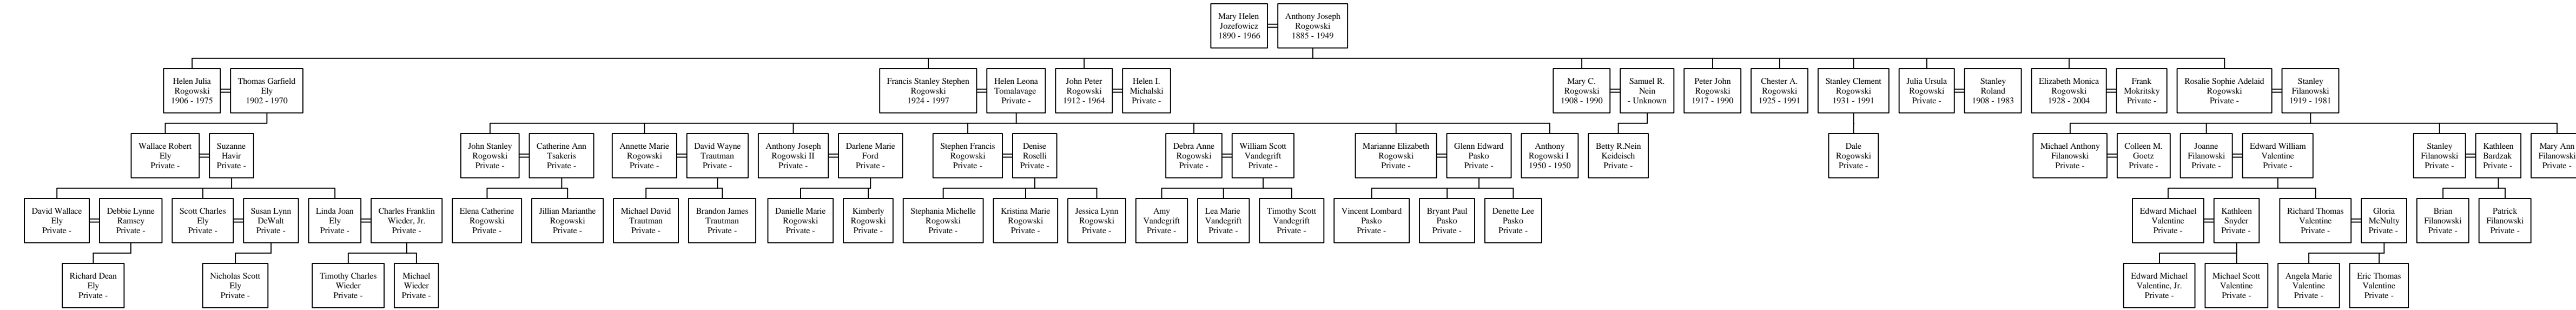 Mary Helen
Jozefowicz
1890 - 1966
Anthony Joseph
Rogowski
1885 - 1949
Helen Julia
Rogowski
1906 - 1975
Thomas Garfield
Ely
1902 - 1970
Francis Stanley Stephen
Rogowski
1924 - 1997
Helen Leona
Tomalavage
Private -
John Peter
Rogowski
1912 - 1964
Helen I.
Michalski
Private -
Mary C.
Rogowski
1908 - 1990
Samuel R.
Nein
- Unknown
Peter John
Rogowski
1917 - 1990
Chester A.
Rogowski
1925 - 1991
Stanley Clement
Rogowski
1931 - 1991
Julia Ursula
Rogowski
Private -
Stanley
Roland
1908 - 1983
Elizabeth Monica
Rogowski
1928 - 2004
Frank
Mokritsky
Private -
Rosalie Sophie Adelaid
Rogowski
Private -
Stanley
Filanowski
1919 - 1981
Wallace Robert
Ely
Private -
Suzanne
Havir
Private -
John Stanley
Rogowski
Private -
Catherine Ann
Tsakeris
Private -
Annette Marie
Rogowski
Private -
David Wayne
Trautman
Private -
Anthony Joseph
Rogowski II
Private -
Darlene Marie
Ford
Private -
Stephen Francis
Rogowski
Private -
Denise
Roselli
Private -
Debra Anne
Rogowski
Private -
William Scott
Vandegrift
Private -
Marianne Elizabeth
Rogowski
Private -
Glenn Edward
Pasko
Private -
Anthony
Rogowski I
1950 - 1950
Betty R.Nein
Keideisch
Private -
Dale
Rogowski
Private -
Michael Anthony
Filanowski
Private -
Colleen M.
Goetz
Private -
Joanne
Filanowski
Private -
Edward William
Valentine
Private -
Stanley
Filanowski
Private -
Kathleen
Bardzak
Private -
Mary Ann
Filanowski
Private -
David Wallace
Ely
Private -
Debbie Lynne
Ramsey
Private -
Scott Charles
Ely
Private -
Susan Lynn
DeWalt
Private -
Linda Joan
Ely
Private -
Charles Franklin
Wieder, Jr.
Private -
Elena Catherine
Rogowski
Private -
Jillian Marianthe
Rogowski
Private -
Michael David
Trautman
Private -
Brandon James
Trautman
Private -
Danielle Marie
Rogowski
Private -
Kimberly
Rogowski
Private -
Stephania Michelle
Rogowski
Private -
Kristina Marie
Rogowski
Private -
Jessica Lynn
Rogowski
Private -
Amy
Vandegrift
Private -
Lea Marie
Vandegrift
Private -
Timothy Scott
Vandegrift
Private -
Vincent Lombard
Pasko
Private -
Bryant Paul
Pasko
Private -
Denette Lee
Pasko
Private -
Edward Michael
Valentine
Private -
Kathleen
Snyder
Private -
Richard Thomas
Valentine
Private -
Gloria
McNulty
Private -
Brian
Filanowski
Private -
Patrick
Filanowski
Private -
Richard Dean
Ely
Private -
Nicholas Scott
Ely
Private -
Timothy Charles
Wieder
Private -
Michael
Wieder
Private -
Edward Michael
Valentine, Jr.
Private -
Michael Scott
Valentine
Private -
Angela Marie
Valentine
Private -
Eric Thomas
Valentine
Private -